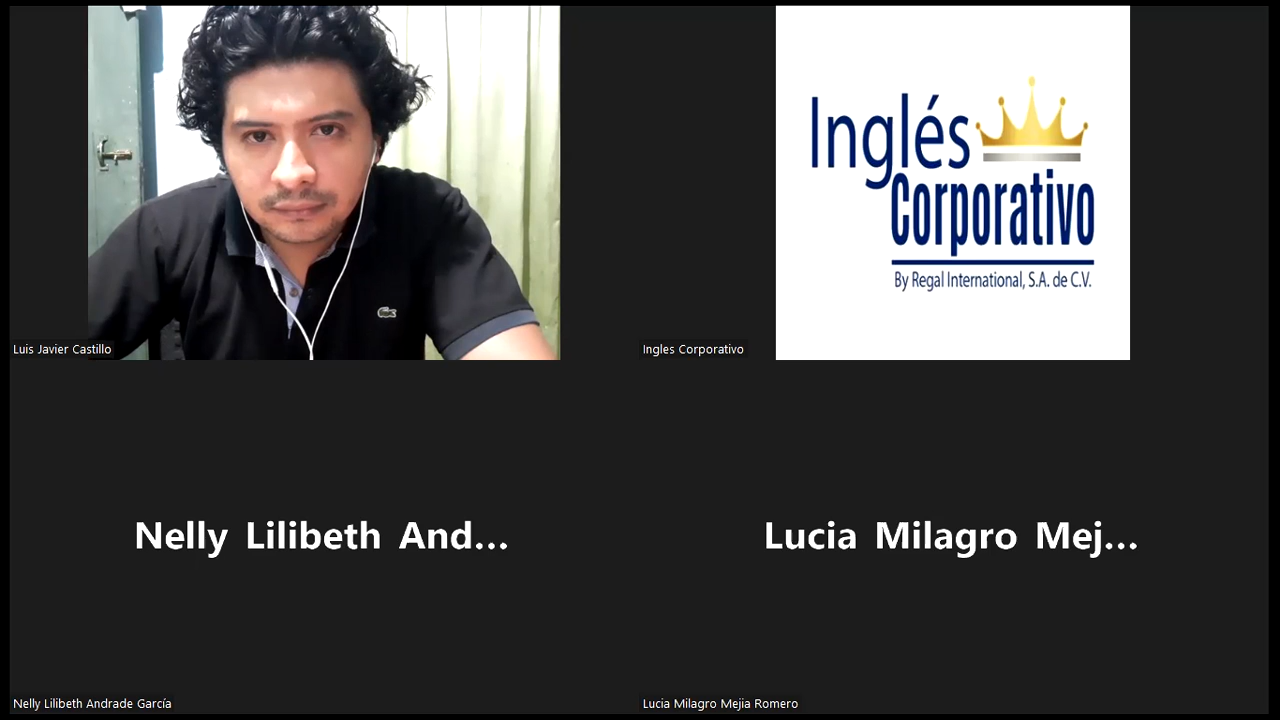 Inglés
Corporativo
By Regal International, S.A. de C.V.
Luis Javier Castillo
Ingles Corporativo
Nelly Lilibeth And...
Lucia Milagro Mej...
Nelly Lilibeth Andrade García
Lucia Milagro Mejia Romero